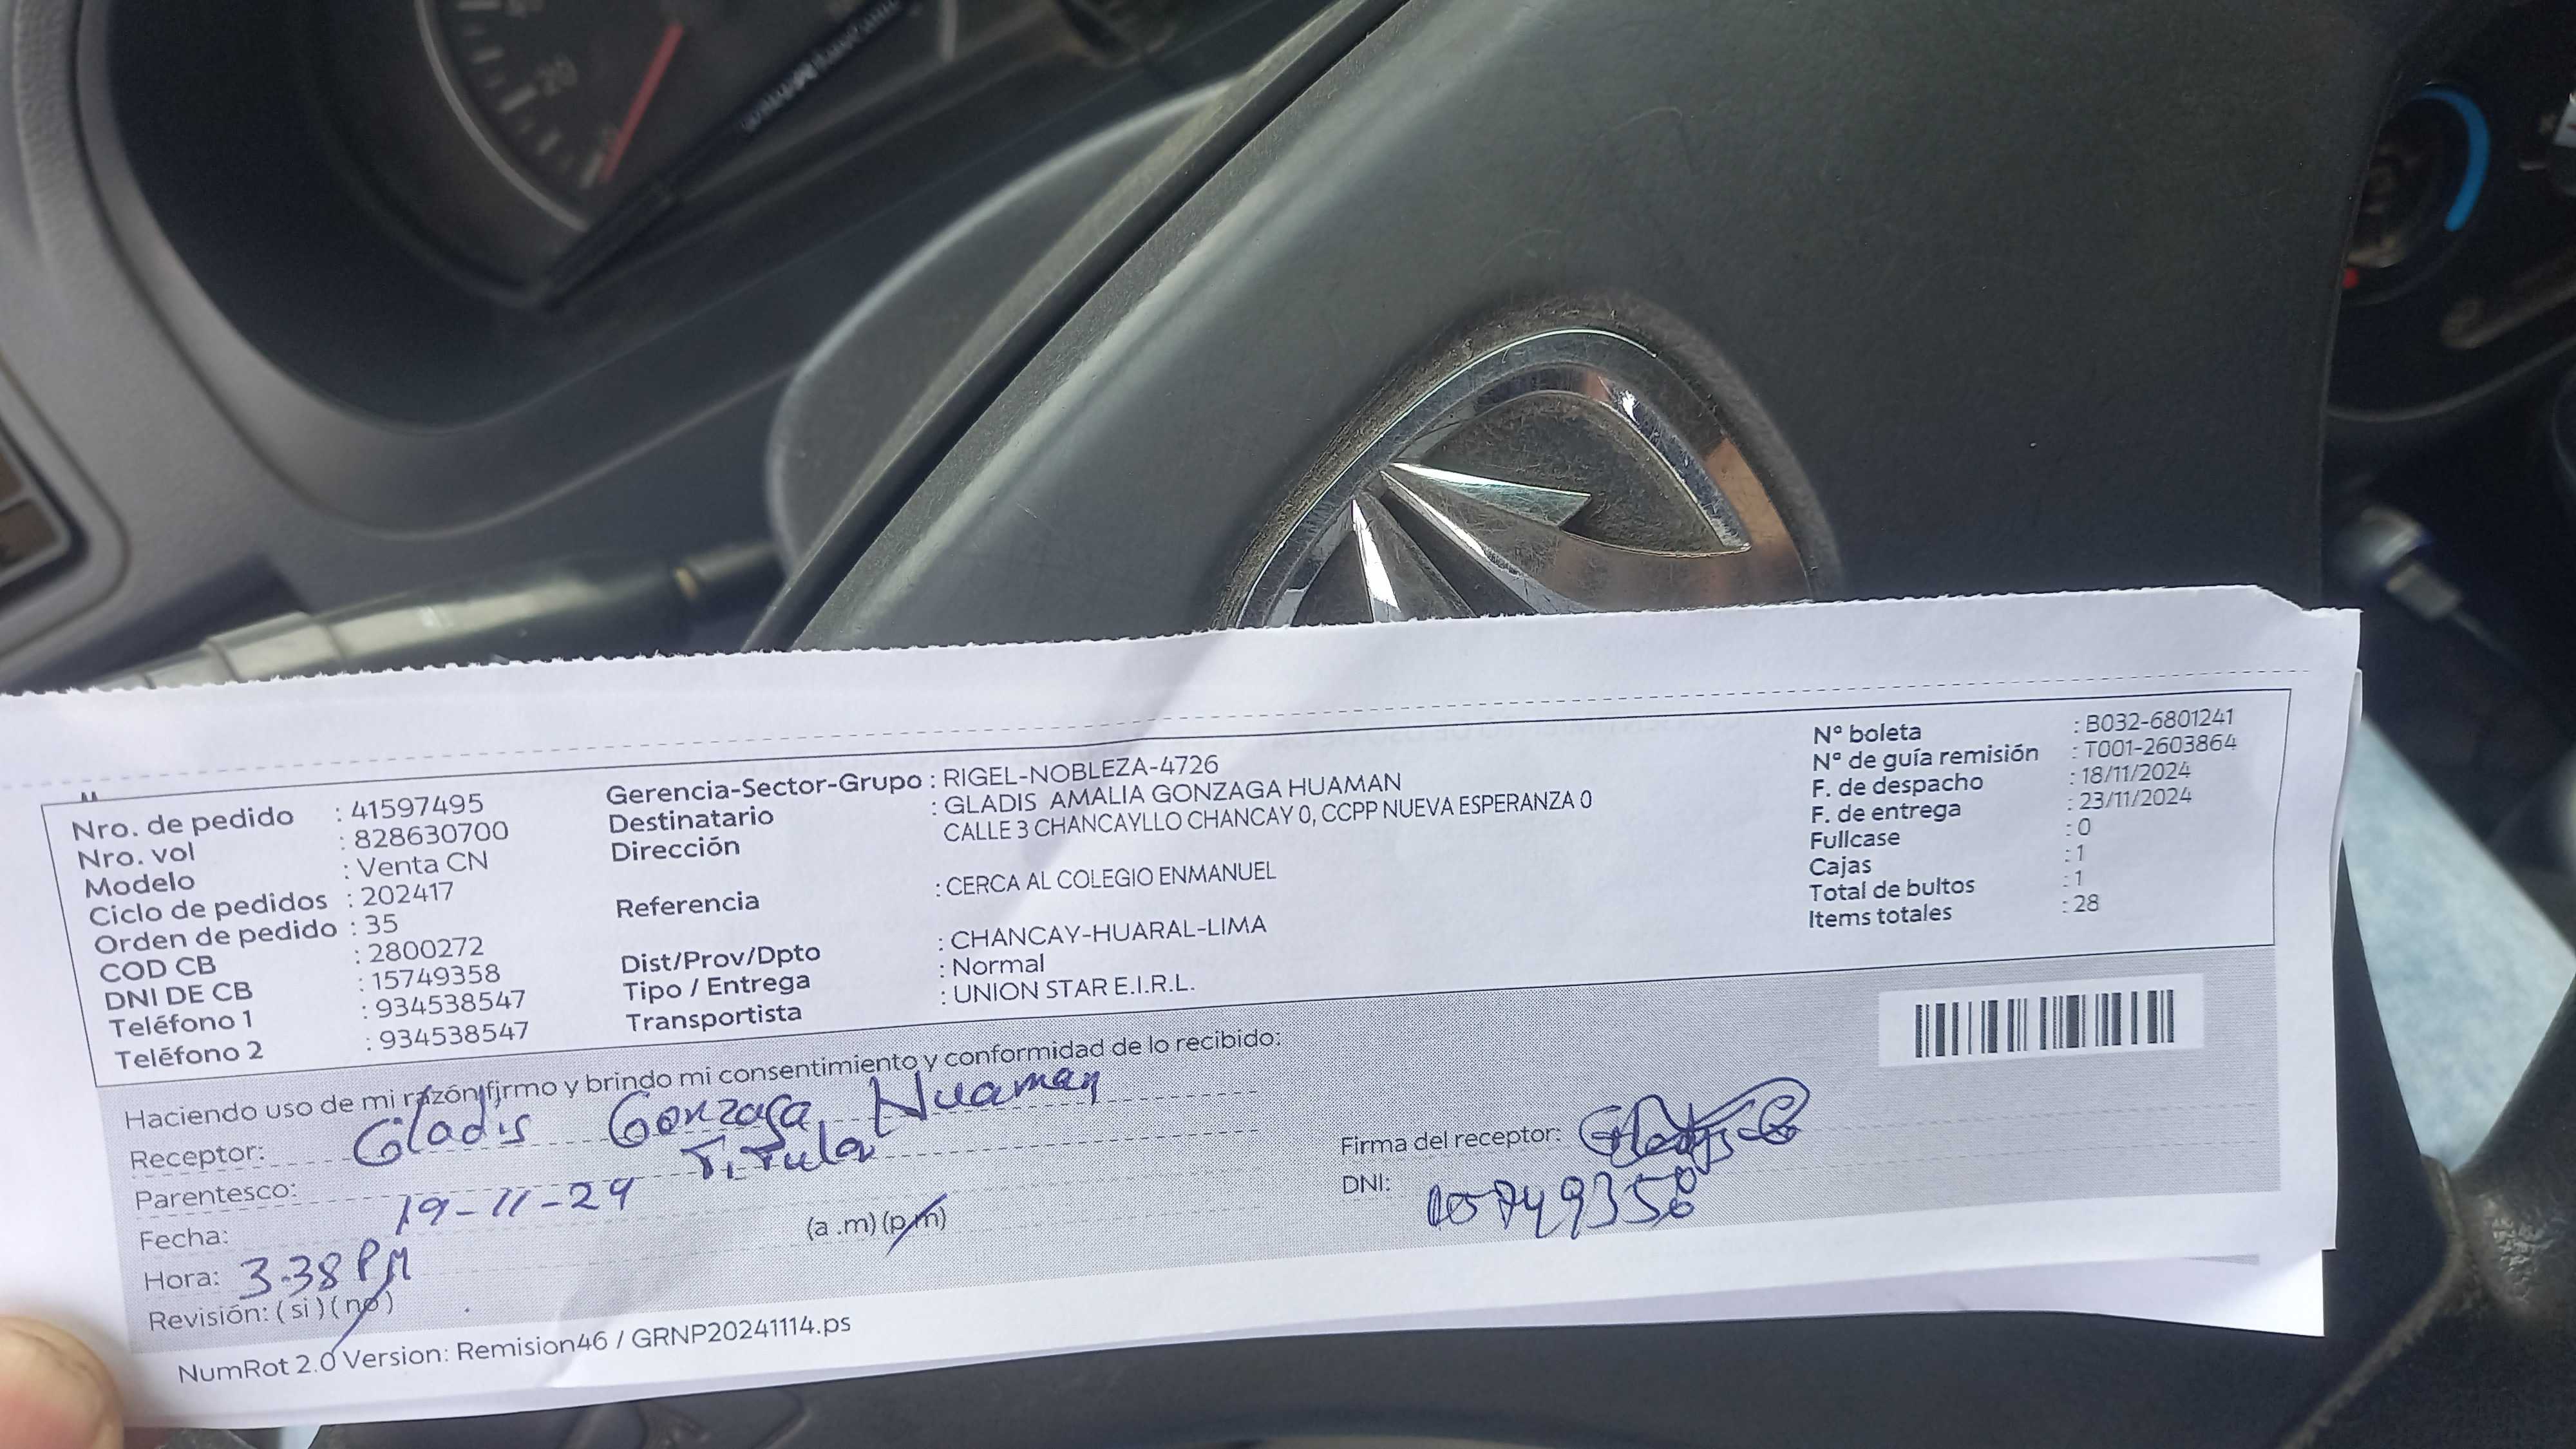 Nro. de pedido : 41597495
Nro. vol : 828630700
Modelo : Venta CN
Ciclo de pedidos : 202417
Orden de pedido : 35
COD CB : 2800272
DNI DE CB : 15749358
Teléfono 1 : 934538547
Teléfono 2 : 934538547
Gerencia-Sector-Grupo : RIGEL-NOBLEZA-4726
Destinatario : GLADIS AMALIA GONZAGA HUAMAN
Dirección CALLE 3 CHANCAYLLO CHANCAY 0, CCPP NUEVA ESPERANZA 0
Referencia : CERCA AL COLEGIO ENMANUEL
Dist/Prov/Dpto : CHANCAY-HUARAL-LIMA
Tipo / Entrega : Normal
Transportista : UNION STAR E.I.R.L.
N° boleta : B032-6801241
N° de guía remisión : T001-2603864
F. de despacho : 18/11/2024
F. de entrega : 23/11/2024
Fullcase : 0
Cajas : 1
Total de bultos : 1
Items totales : 28
Haciendo uso de mi razón firmo y brindo mi consentimiento y conformidad de lo recibido:
Receptor: Gladis Gonzaga Huaman
Parentesco: Titular
Fecha: 19-11-24
Hora: 3.38 PM (a .m) (p.m)
Revisión: ( si ) ( no )
Firma del receptor:
DNI: 15749358
NumRot 2.0 Version: Remision46 / GRNP20241114.ps